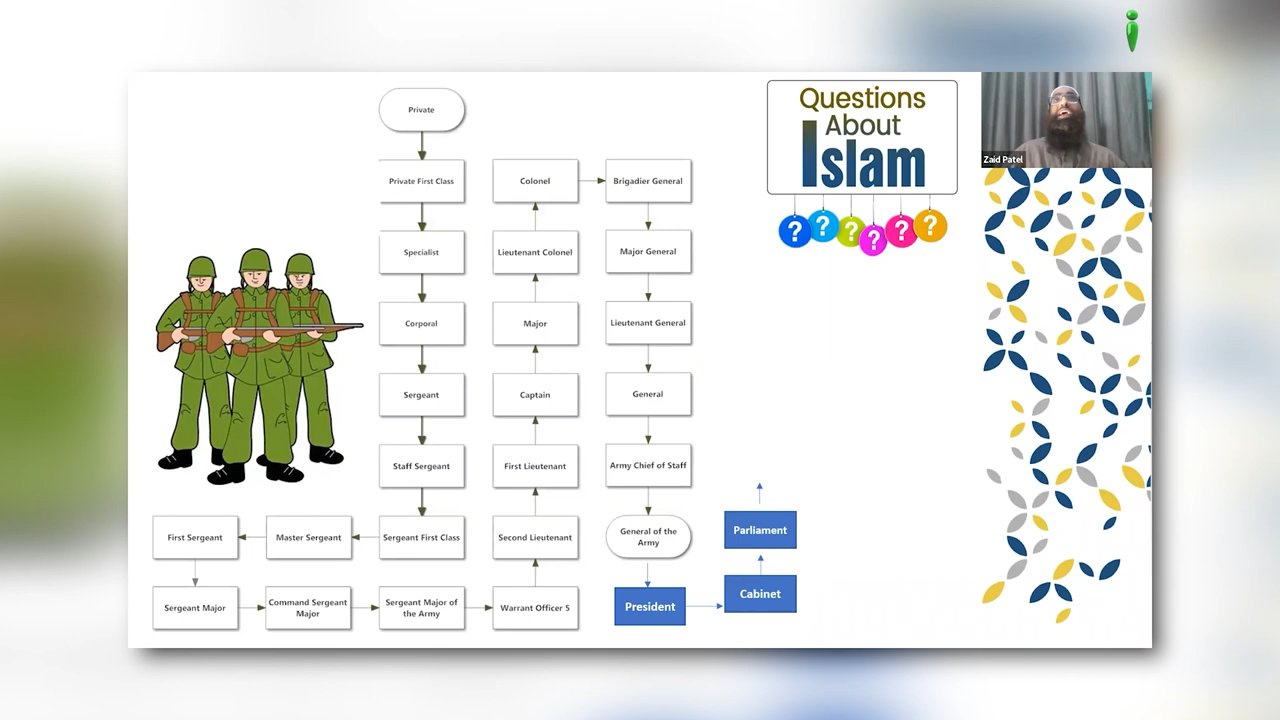 Private
Private First Class
Specialist
Corporal
Sergeant
Staff Sergeant
Sergeant First Class
Master Sergeant
First Sergeant
Sergeant Major
Command Sergeant
Major
Sergeant Major of
the Army
Warrant Officer 5
Second Lieutenant
First Lieutenant
Captain
Major
Lieutenant Colonel
Colonel
Brigadier General
Major General
Lieutenant General
General
Army Chief of Staff
General of the
Army
President
Cabinet
Parliament
Questions
About
Islam
? ? ? ? ? ?
Zaid Patel